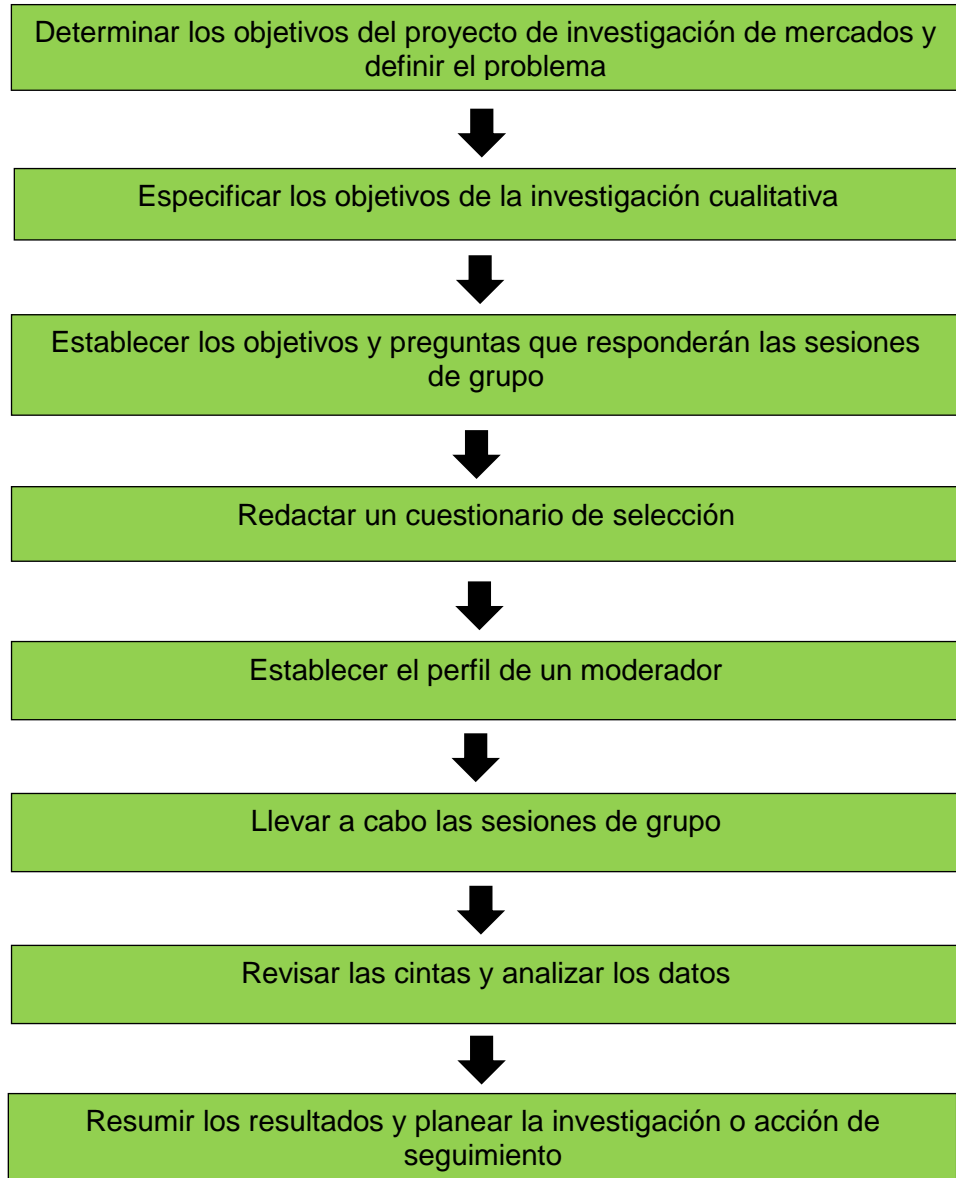 Determinar los objetivos del proyecto de investigación de mercados y
definir el problema
Especificar los objetivos de la investigación cualitativa
Establecer los objetivos y preguntas que responderán las sesiones
de grupo
Redactar un cuestionario de selección
Establecer el perfil de un moderador
Llevar a cabo las sesiones de grupo
Revisar las cintas y analizar los datos
Resumir los resultados y planear la investigación o acción de
seguimiento